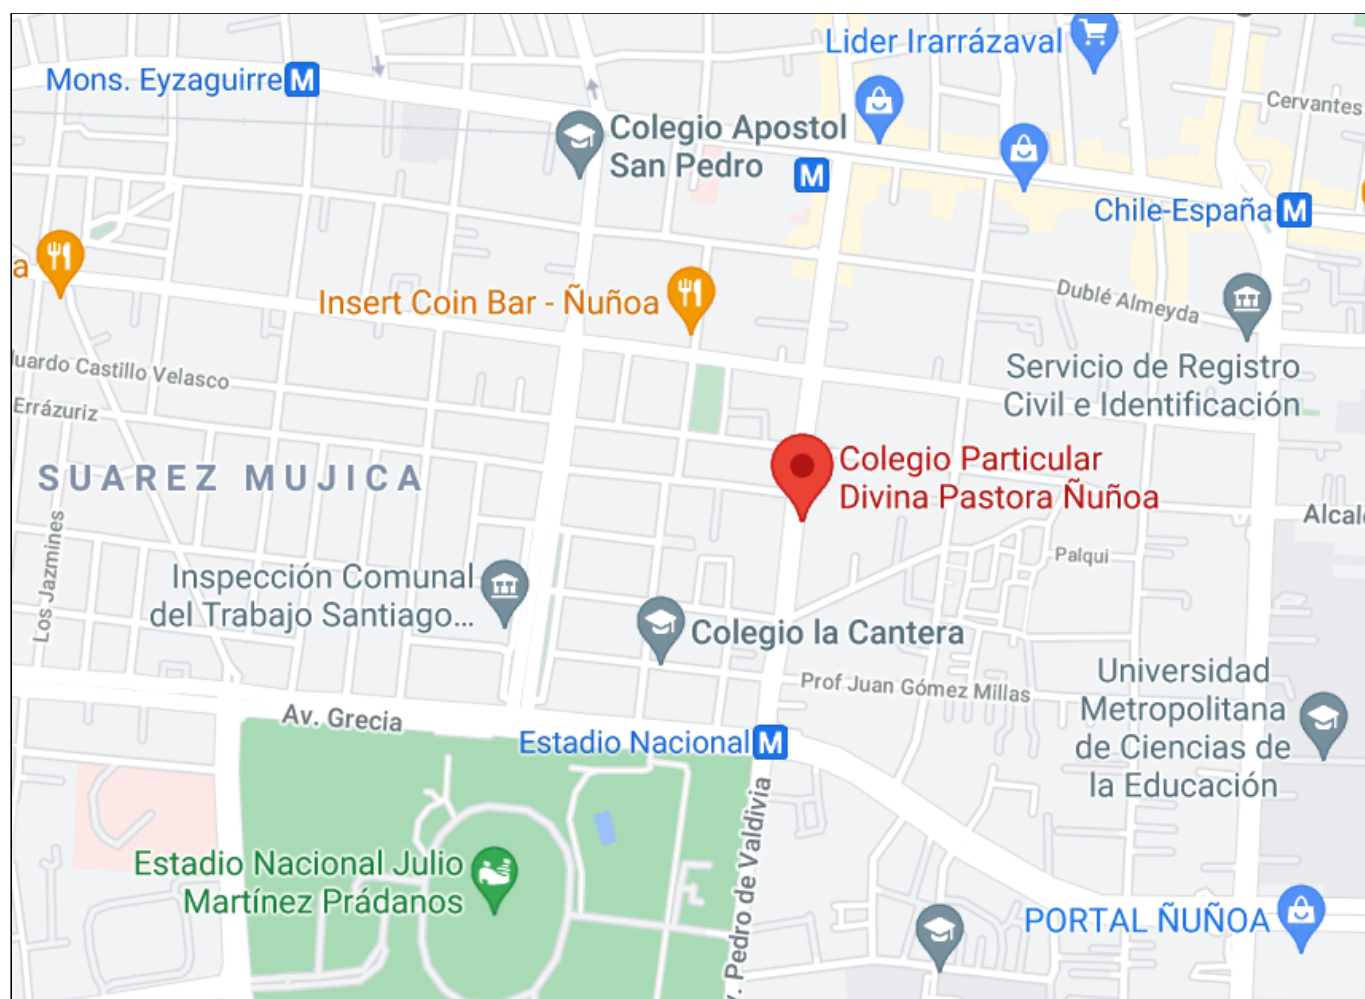 Lider Irarrázaval
Mons. Eyzaguirre M
Cervantes
Colegio Apostol
San Pedro
M
Chile-España M
a
Insert Coin Bar - Ñuñoa
Dublé Almeyda
Servicio de Registro
Civil e Identificación
uardo Castillo Velasco
Errázuriz
SUAREZ MUJICA
Colegio Particular
Divina Pastora Ñuñoa
Alcald
Palqui
Los Jazmines
Inspección Comunal
del Trabajo Santiago...
Colegio la Cantera
Prof Juan Gómez Millas
Universidad
Metropolitana
de Ciencias de
la Educación
Av. Grecia
Estadio Nacional M
Estadio Nacional Julio
Martínez Prádanos
. Pedro de Valdivia
PORTAL ÑUÑOA